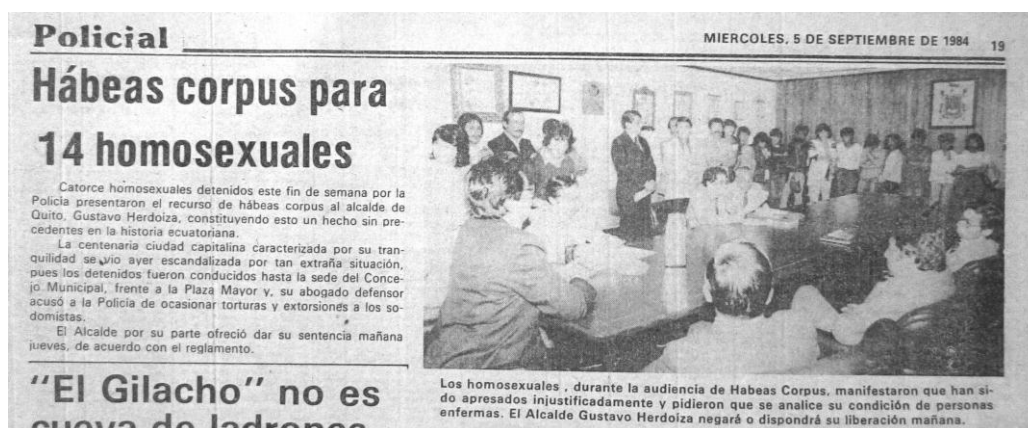 Policial
MIERCOLES, 5 DE SEPTIEMBRE DE 1984 19
Hábeas corpus para
14 homosexuales
Catorce homosexuales detenidos este fin de semana por la
Policía presentaron el recurso de hábeas corpus al alcalde de
Quito, Gustavo Herdoiza, constituyendo esto un hecho sin pre-
cedentes en la historia ecuatoriana.
La centenaria ciudad capitalina caracterizada por su tran-
quilidad se vio ayer escandalizada por tan extraña situación,
pues los detenidos fueron conducidos hasta la sede del Conce-
jo Municipal, frente a la Plaza Mayor y, su abogado defensor
acusó a la Policía de ocasionar torturas y extorsiones a los so-
domistas.
El Alcalde por su parte ofreció dar su sentencia mañana
jueves, de acuerdo con el reglamento.
"El Gilacho" no es
cueva de ladrones
Los homosexuales , durante la audiencia de Habeas Corpus, manifestaron que han si-
do apresados injustificadamente y pidieron que se analice su condición de personas
enfermas. El Alcalde Gustavo Herdoiza negará o dispondrá su liberación mañana.